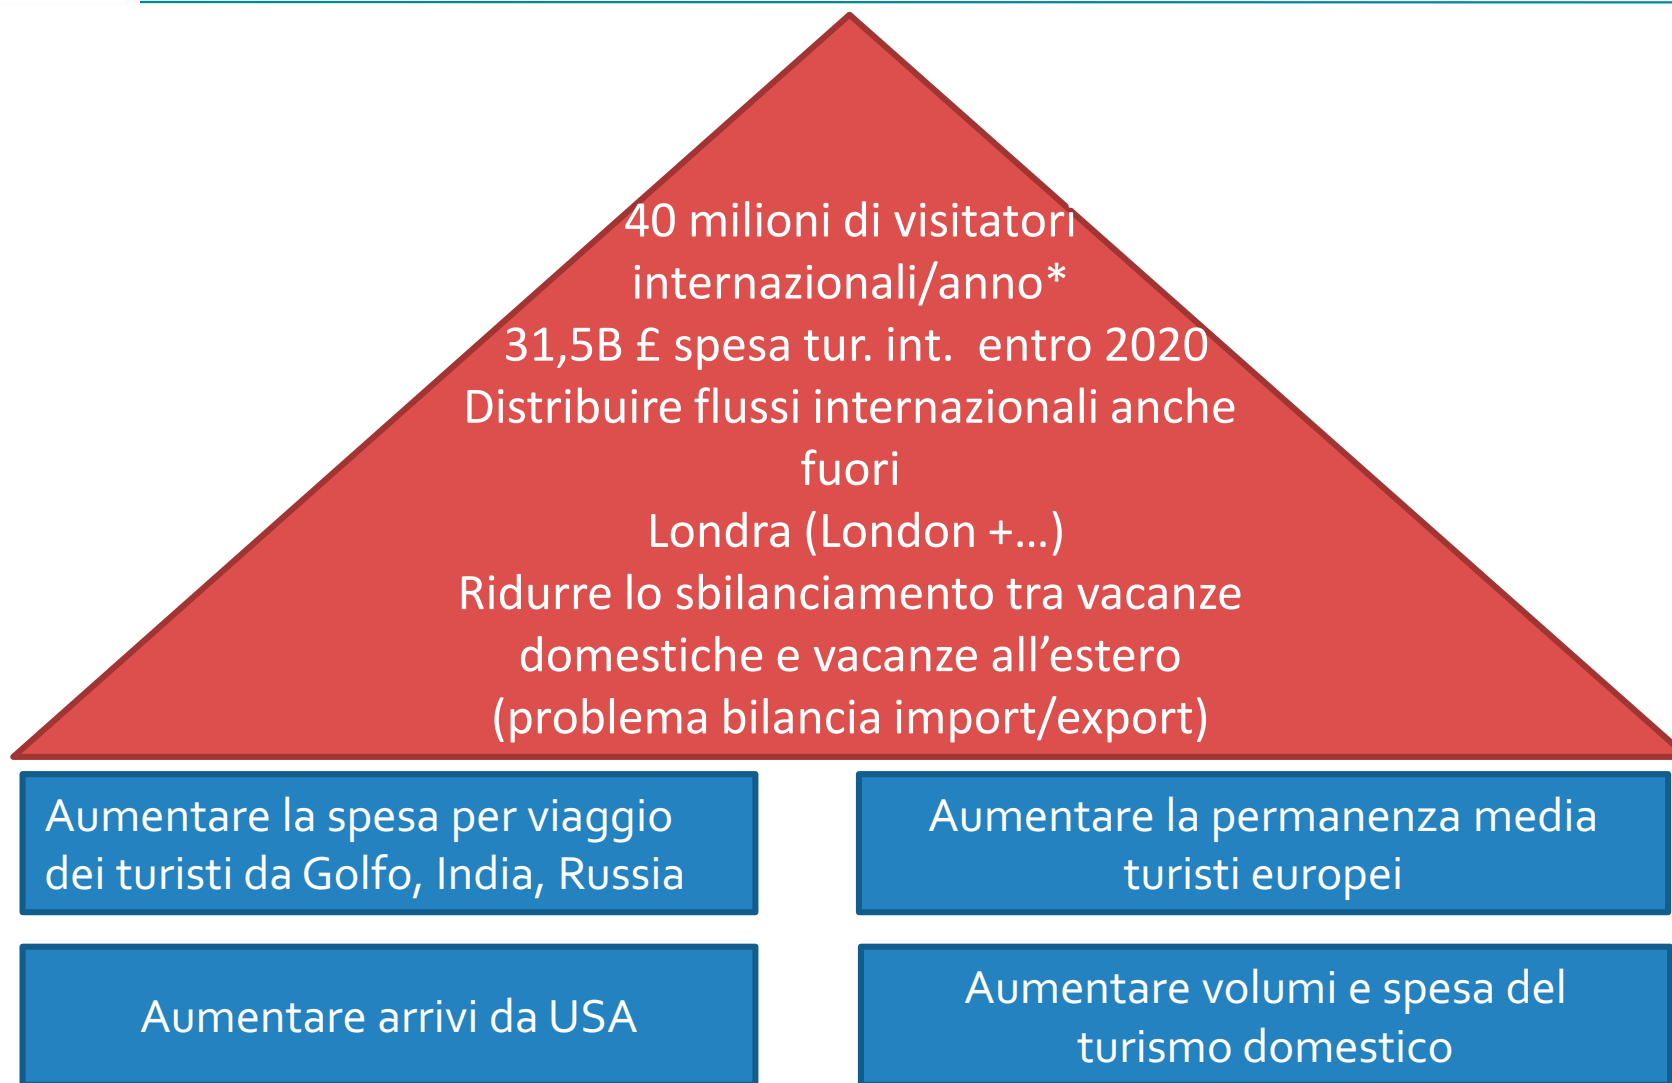 40 milioni di visitatori
internazionali/anno*
31,5B £ spesa tur. int. entro 2020
Distribuire flussi internazionali anche
fuori
Londra (London +…)
Ridurre lo sbilanciamento tra vacanze
domestiche e vacanze all’estero
(problema bilancia import/export)
Aumentare la spesa per viaggio
dei turisti da Golfo, India, Russia
Aumentare la permanenza media
turisti europei
Aumentare arrivi da USA
Aumentare volumi e spesa del
turismo domestico